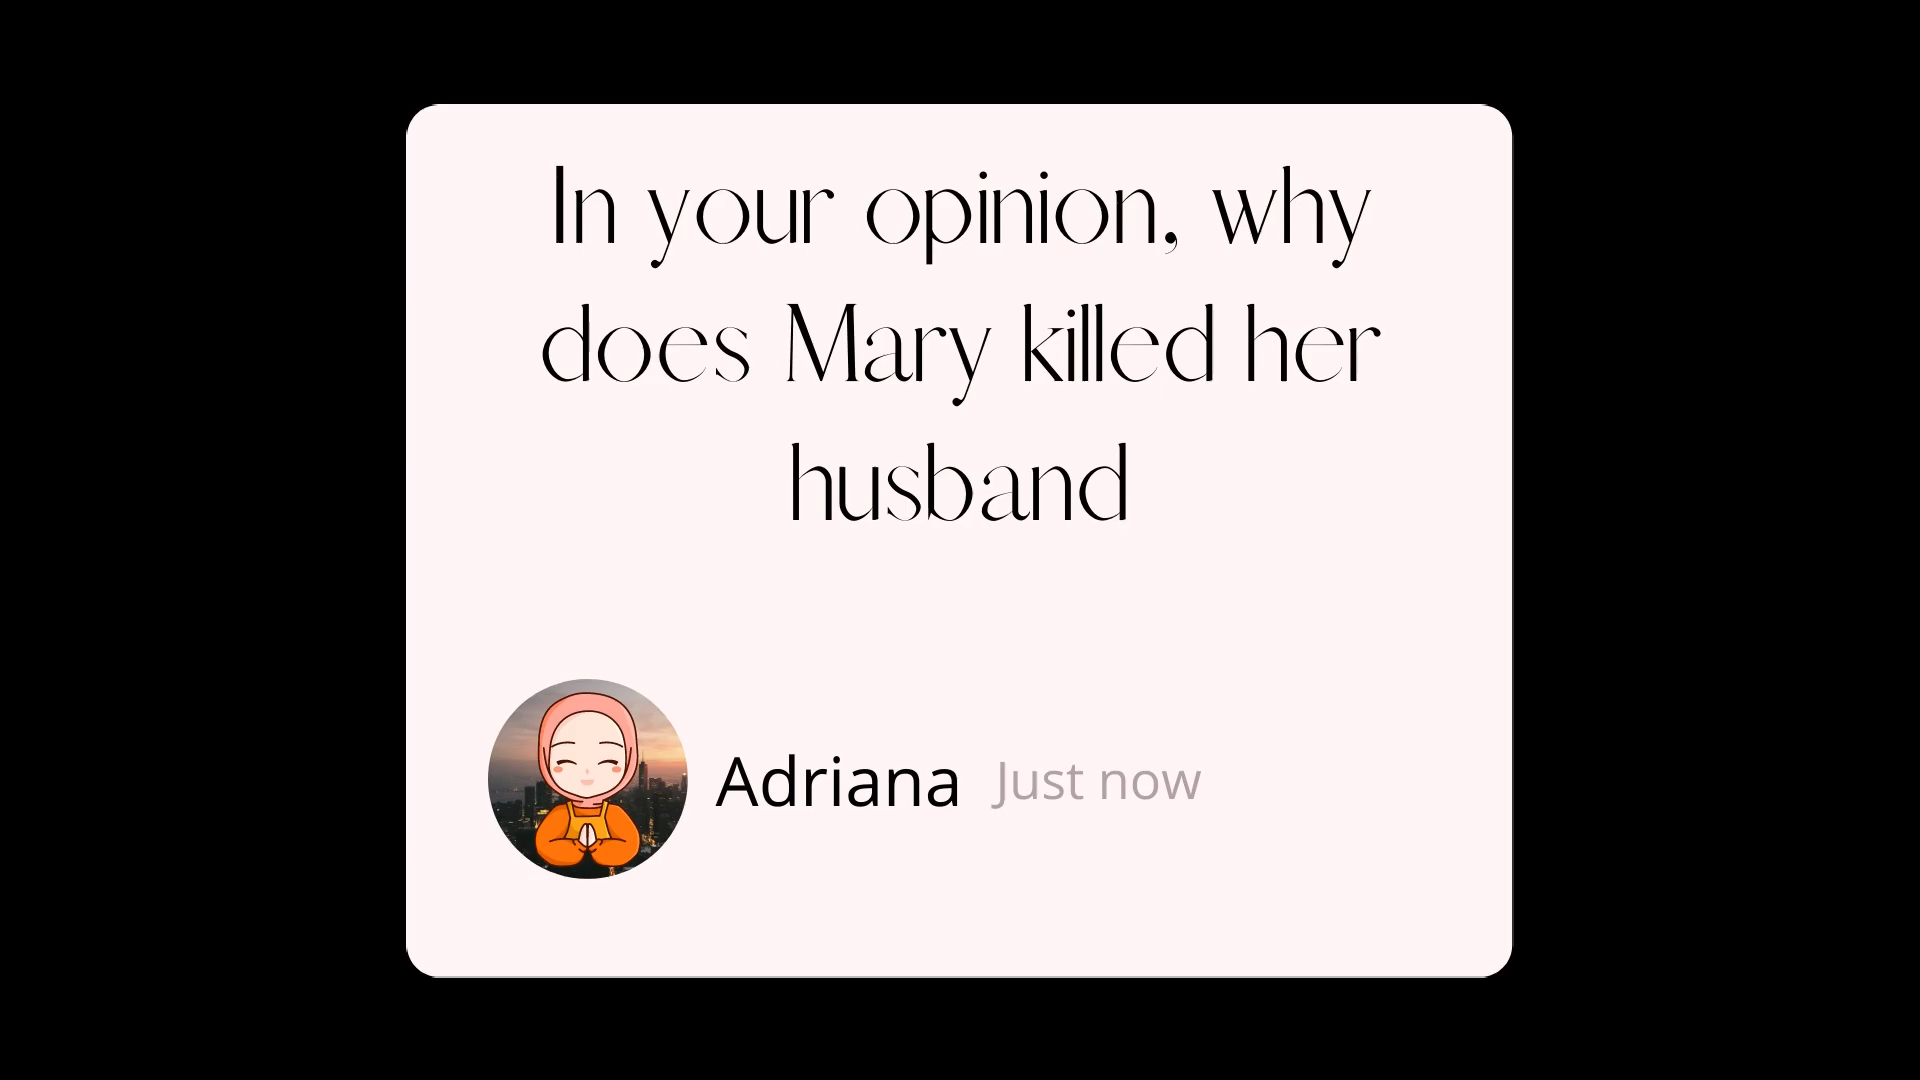 In your opinion, why
does Mary killed her
husband
Adriana Just now